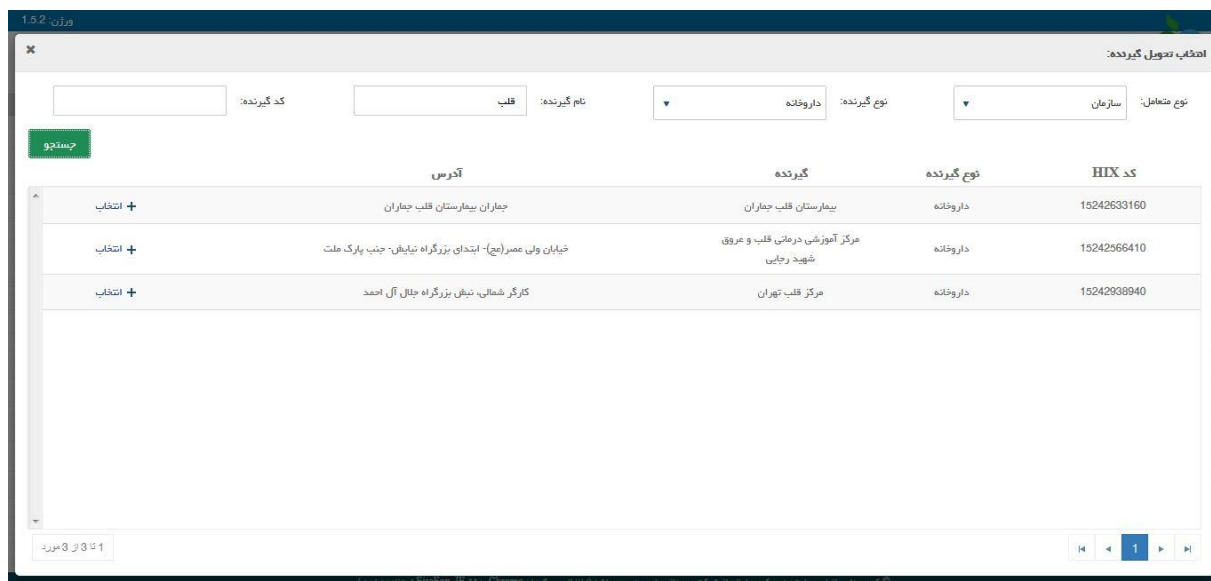 ورژن: 1.5.2
انتخاب تحویل گیرنده:
نوع متعامل: سازمان نوع گیرنده: داروخانه نام گیرنده: قلب کد گیرنده:
جستجو
کد HIX نوع گیرنده گیرنده آدرس
15242633160 داروخانه بیمارستان قلب جماران جماران بیمارستان قلب جماران + انتخاب
15242566410 داروخانه مرکز آموزشی درمانی قلب و عروق شهید رجایی خیابان ولی عصر(عج)- ابتدای بزرگراه نیایش- جنب پارک ملت + انتخاب
15242938940 داروخانه مرکز قلب تهران کارگر شمالی، نبش بزرگراه جلال آل احمد + انتخاب
1
1 تا 3 از 3 مورد